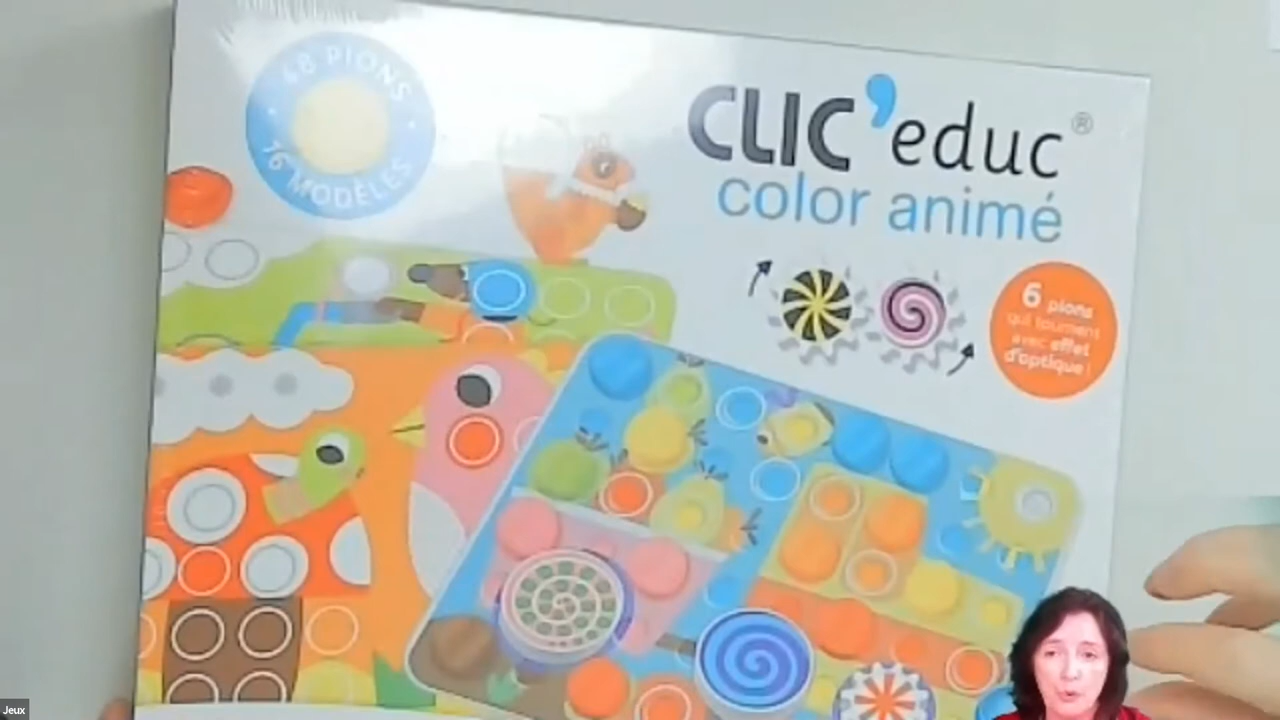 48 PIONS
16 MODÈLES
CLIC'educ®
color animé
6 pions
qui tournent
avec effet
d'optique !
Jeux